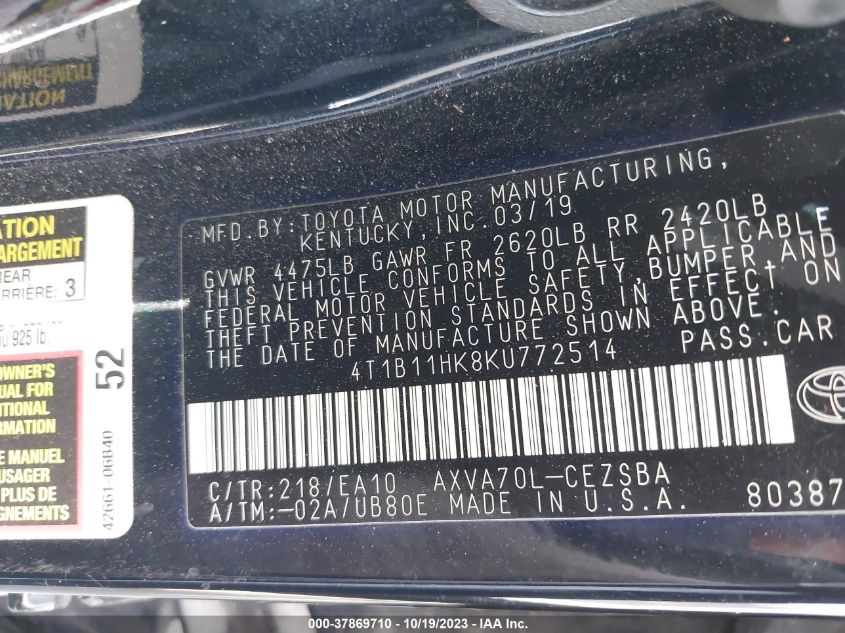 MFD. BY: TOYOTA MOTOR MANUFACTURING,
KENTUCKY, INC. 03/19
GVWR 4475LB GAWR FR 2620LB RR 2420LB
THIS VEHICLE CONFORMS TO ALL APPLICABLE
FEDERAL MOTOR VEHICLE SAFETY, BUMPER, AND
THEFT PREVENTION STANDARDS IN EFFECT ON
THE DATE OF MANUFACTURE SHOWN ABOVE.
4T1B11HK8KU772514 PASS. CAR
C/TR: 218/EA10 AXVA70L-CEZSBA
A/TM: -02A/UB80E MADE IN U.S.A. 80387
ATION
ARGEMENT
REAR
ARRIÈRE: 3
925 lb.
OWNER'S
UAL FOR
ITIONAL
RMATION
E MANUEL
USAGER
PLUS DE
GNEMENTS
52
42661-06B40
000-37869710 - 10/19/2023 - IAA Inc.